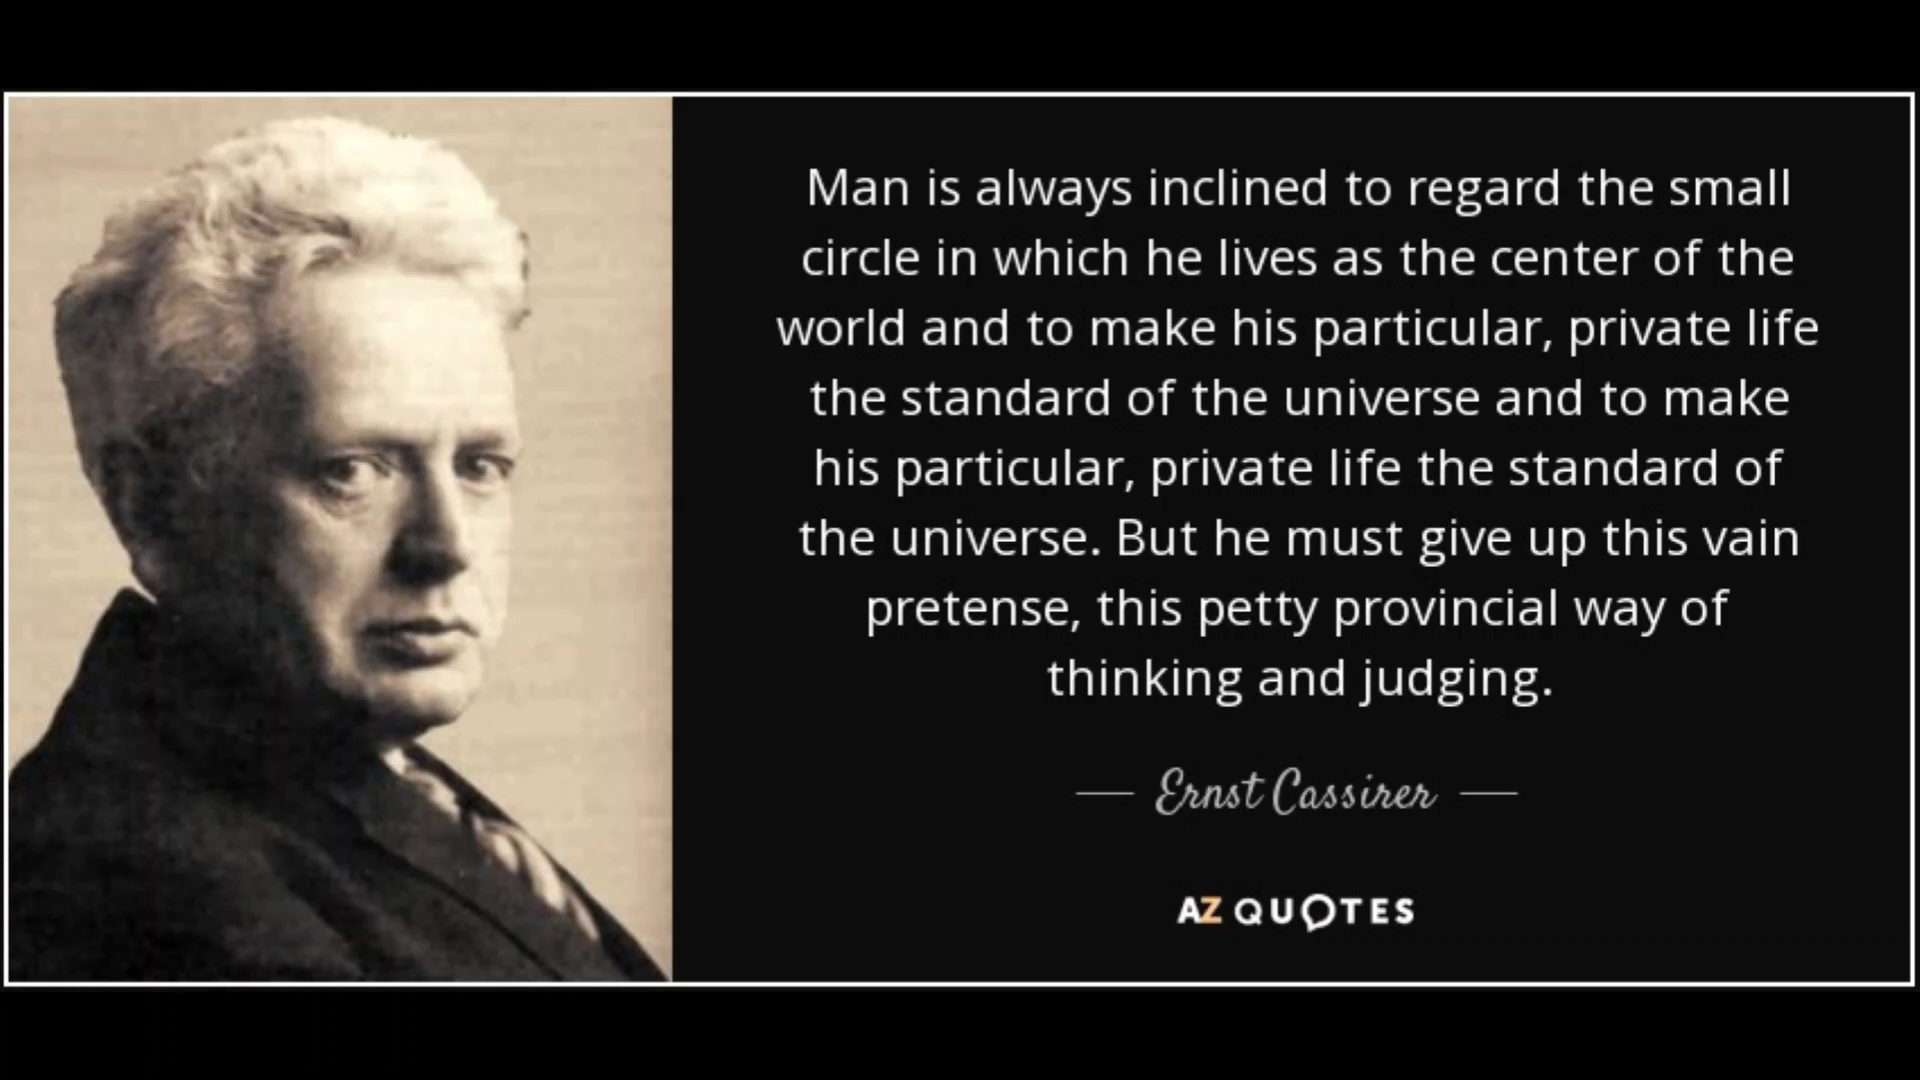 Man is always inclined to regard the small
circle in which he lives as the center of the
world and to make his particular, private life
the standard of the universe and to make
his particular, private life the standard of
the universe. But he must give up this vain
pretense, this petty provincial way of
thinking and judging.
— Ernst Cassirer —
AZ QUOTES